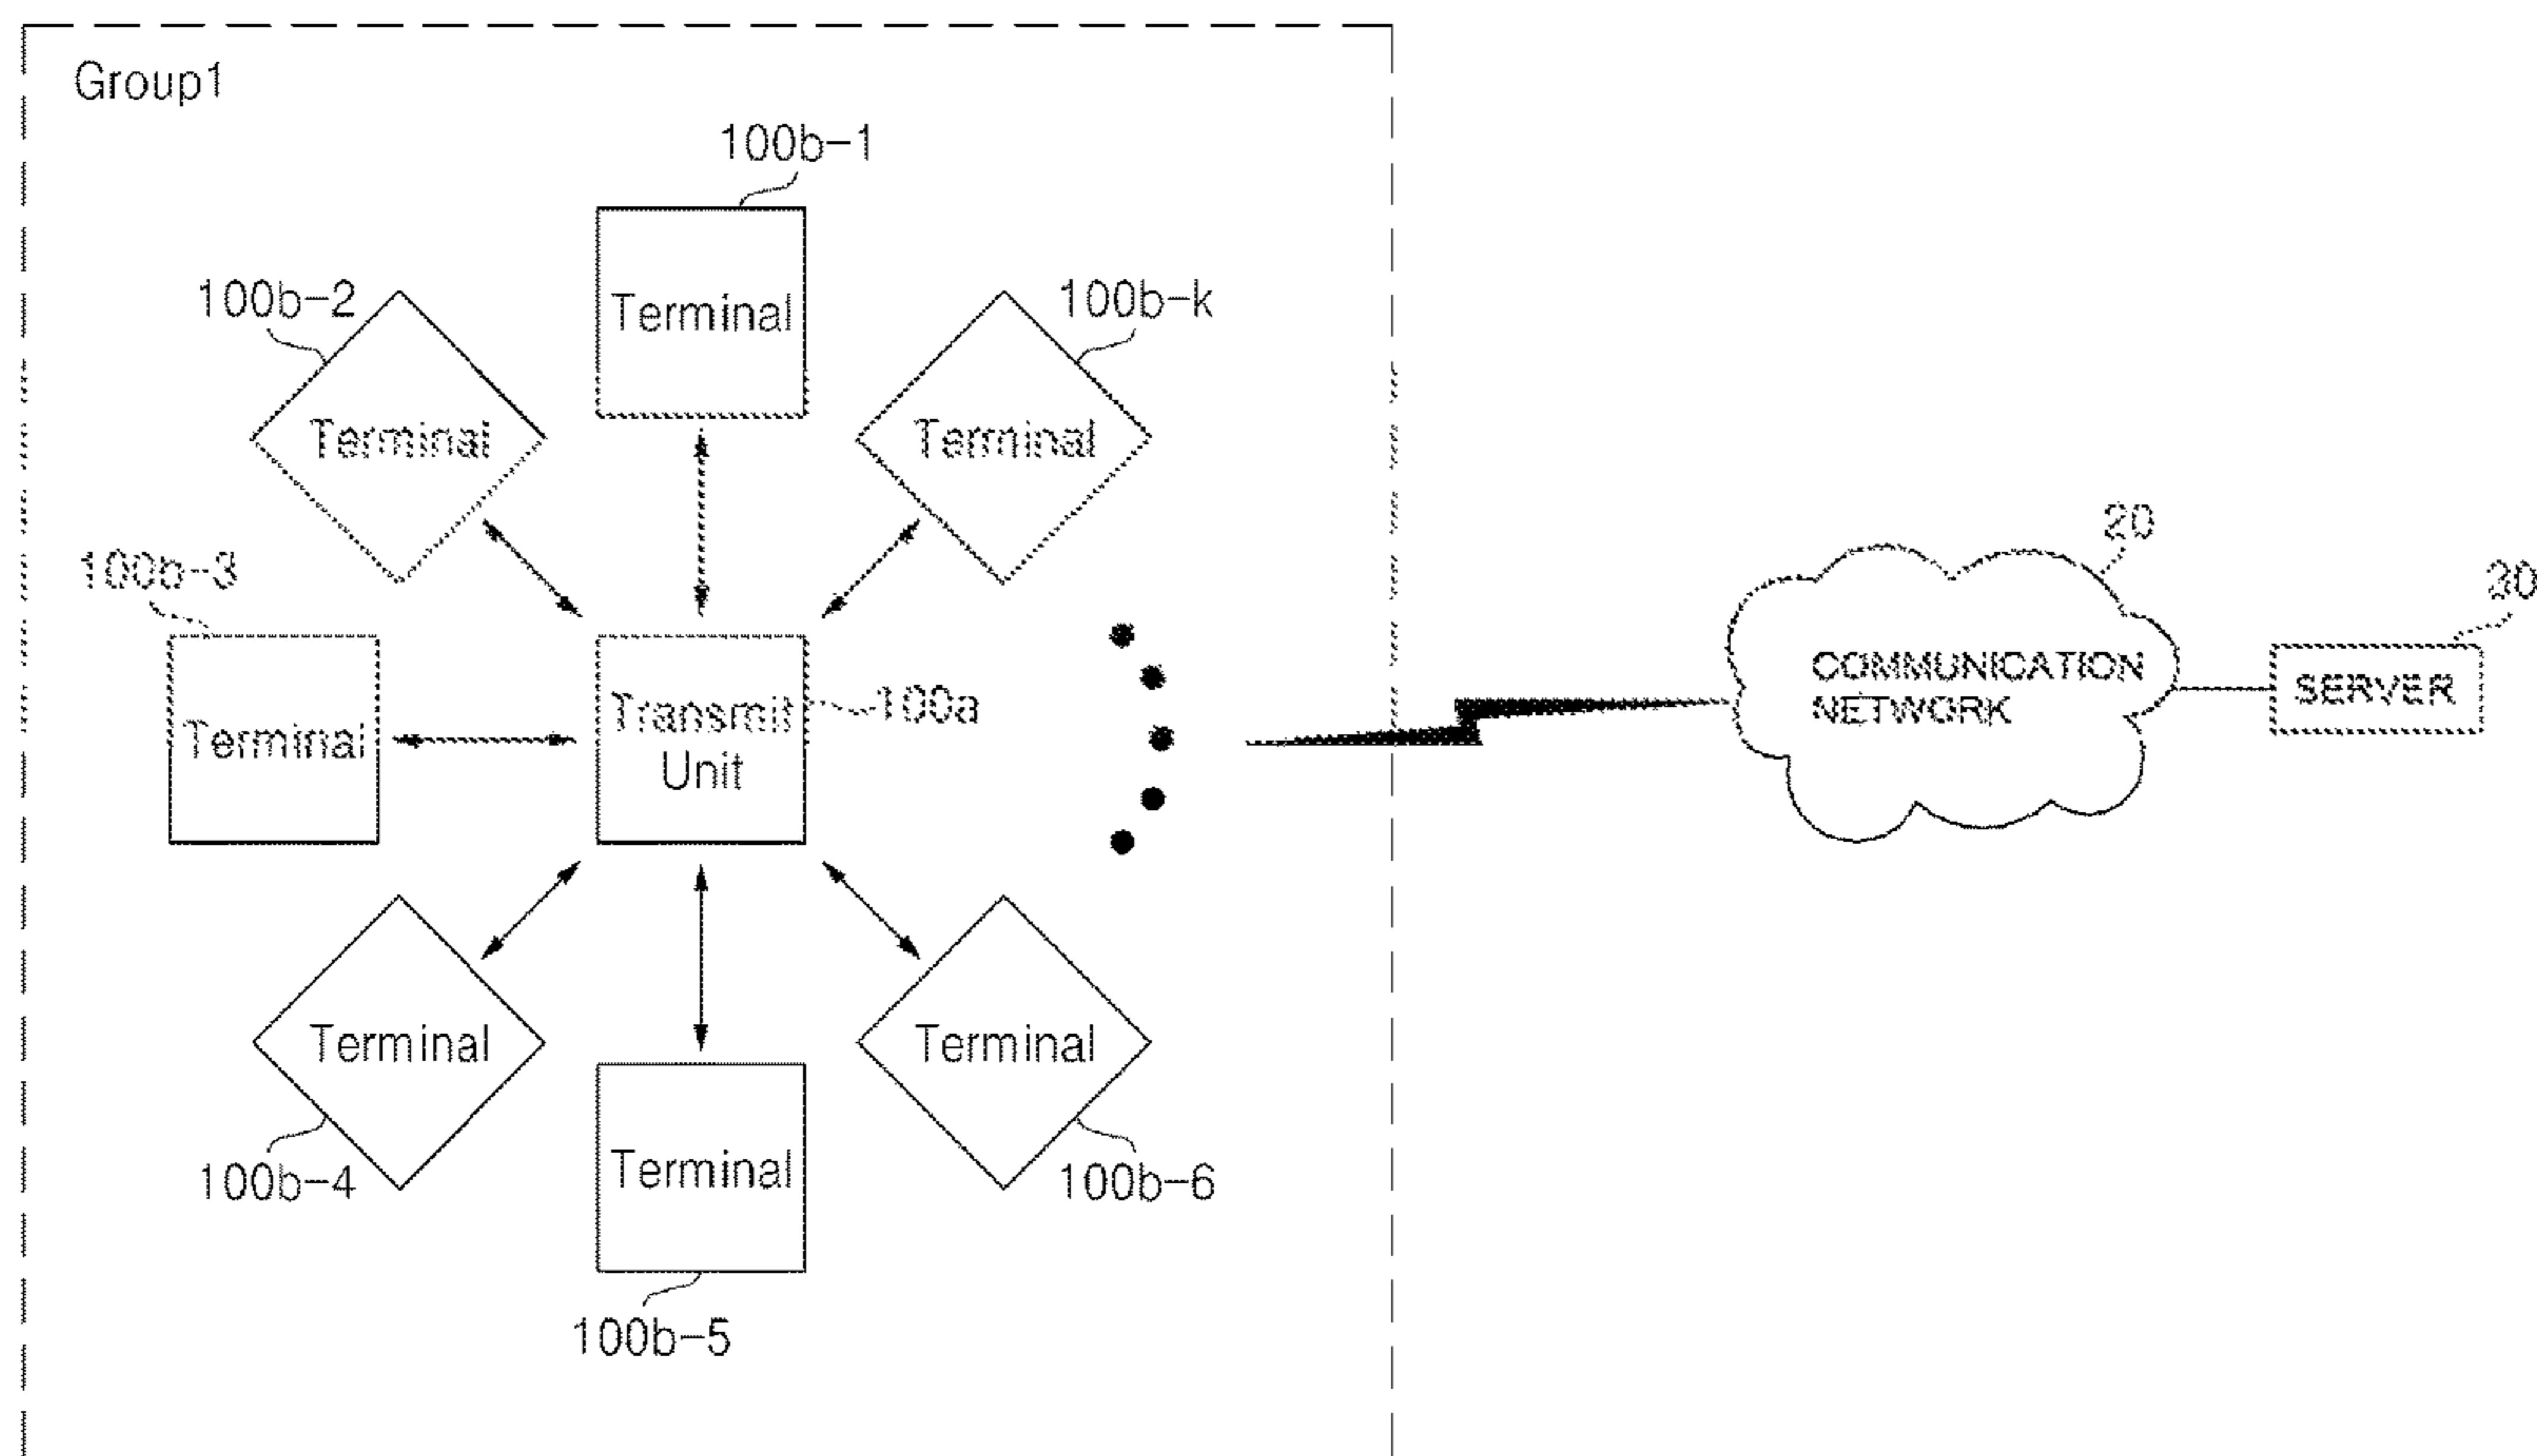 Group1
100b-1
Terminal
100b-2
Terminal
100b-k
Terminal
100b-3
Terminal
Transmit
Unit
100a
20
COMMUNICATION
NETWORK
30
SERVER
Terminal
100b-4
Terminal
100b-5
Terminal
100b-6